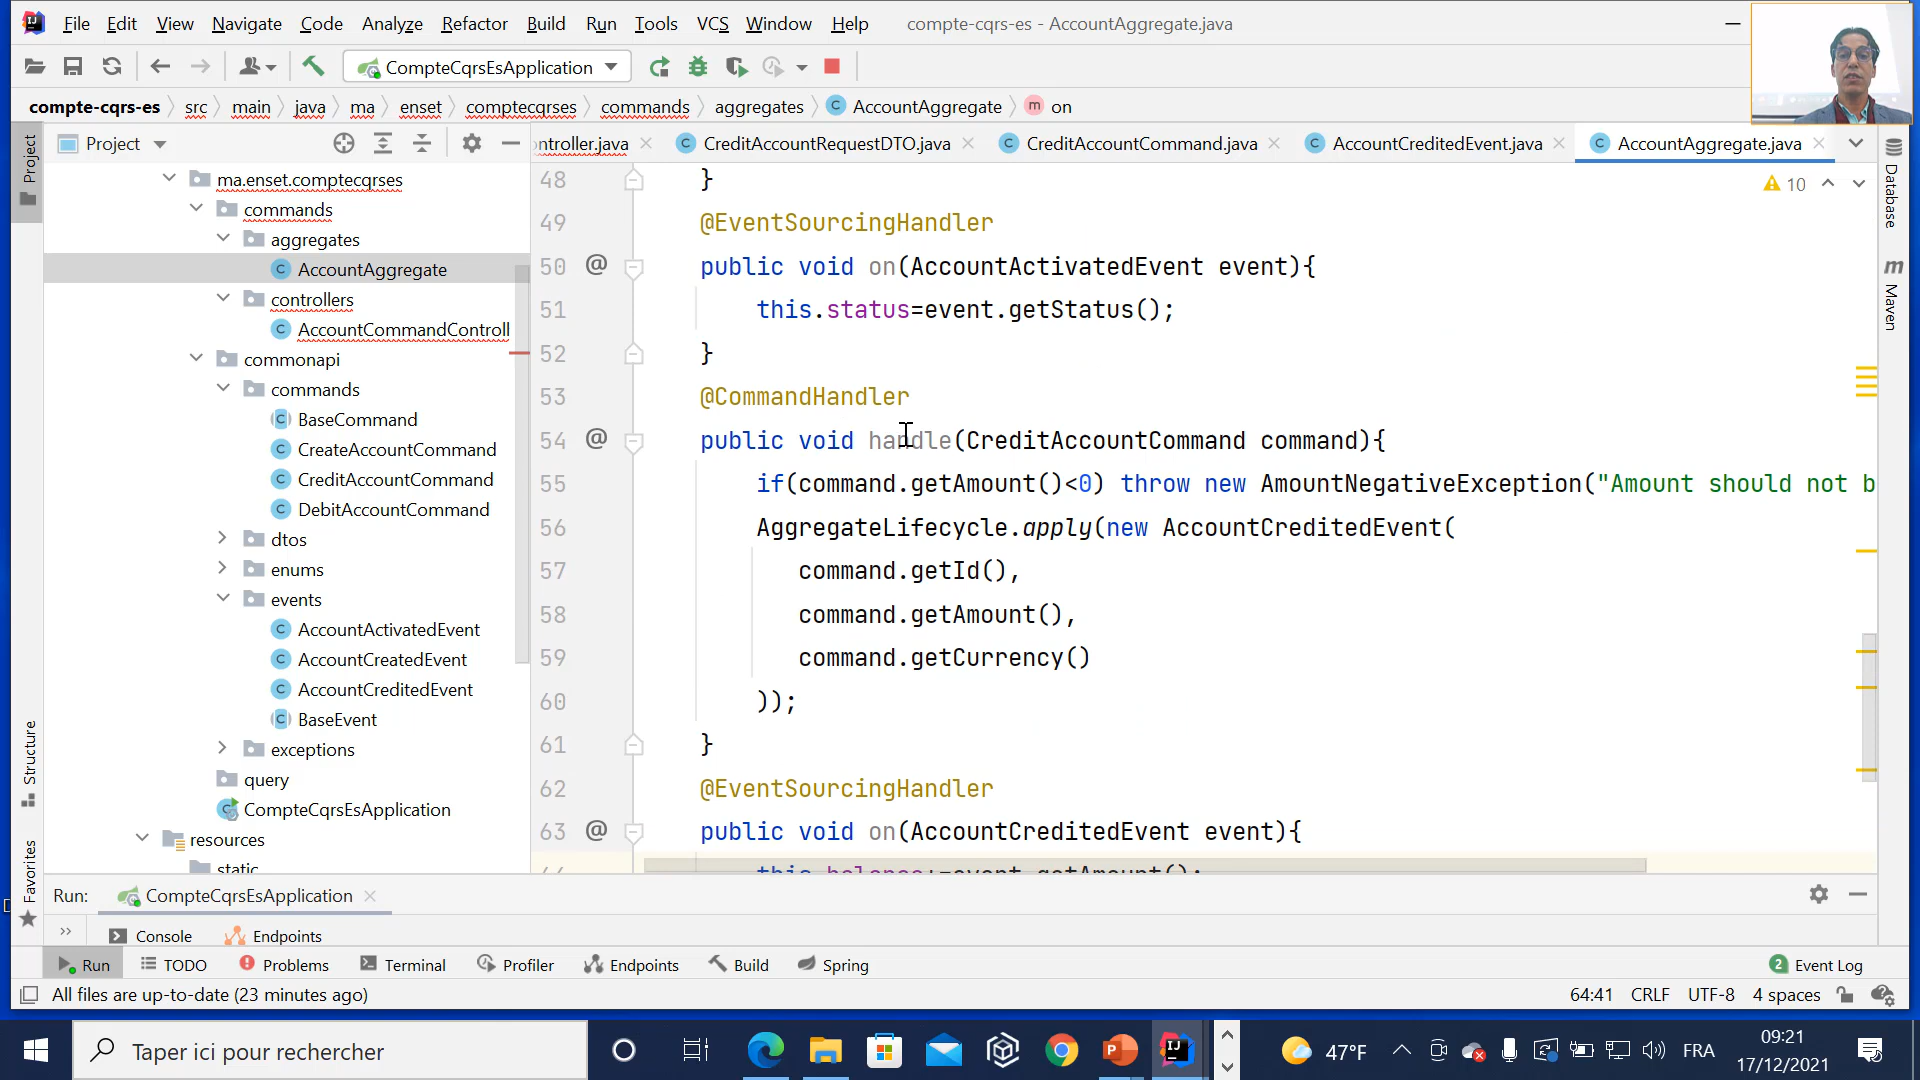 File Edit View Navigate Code Analyze Refactor Build Run Tools VCS Window Help compte-cqrs-es - AccountAggregate.java
CompteCqrsEsApplication
compte-cqrs-es src main java ma enset comptecqrses commands aggregates AccountAggregate on
Project
ntroller.java CreditAccountRequestDTO.java CreditAccountCommand.java AccountCreditedEvent.java AccountAggregate.java
Project
Structure
Favorites
Database
Maven
ma.enset.comptecqrses
commands
aggregates
AccountAggregate
controllers
AccountCommandControll
commonapi
commands
BaseCommand
CreateAccountCommand
CreditAccountCommand
DebitAccountCommand
dtos
enums
events
AccountActivatedEvent
AccountCreatedEvent
AccountCreditedEvent
BaseEvent
exceptions
query
CompteCqrsEsApplication
resources
static
10
48 }
49 @EventSourcingHandler
50 public void on(AccountActivatedEvent event){
51 this.status=event.getStatus();
52 }
53 @CommandHandler
54 public void handle(CreditAccountCommand command){
55 if(command.getAmount()<0) throw new AmountNegativeException("Amount should not b
56 AggregateLifecycle.apply(new AccountCreditedEvent(
57 command.getId(),
58 command.getAmount(),
59 command.getCurrency()
60 ));
61 }
62 @EventSourcingHandler
63 public void on(AccountCreditedEvent event){
64 this.balance+=event.getAmount();
Run: CompteCqrsEsApplication
Console Endpoints
Run TODO Problems Terminal Profiler Endpoints Build Spring 2 Event Log
All files are up-to-date (23 minutes ago) 64:41 CRLF UTF-8 4 spaces
Taper ici pour rechercher 47°F FRA 09:21
17/12/2021